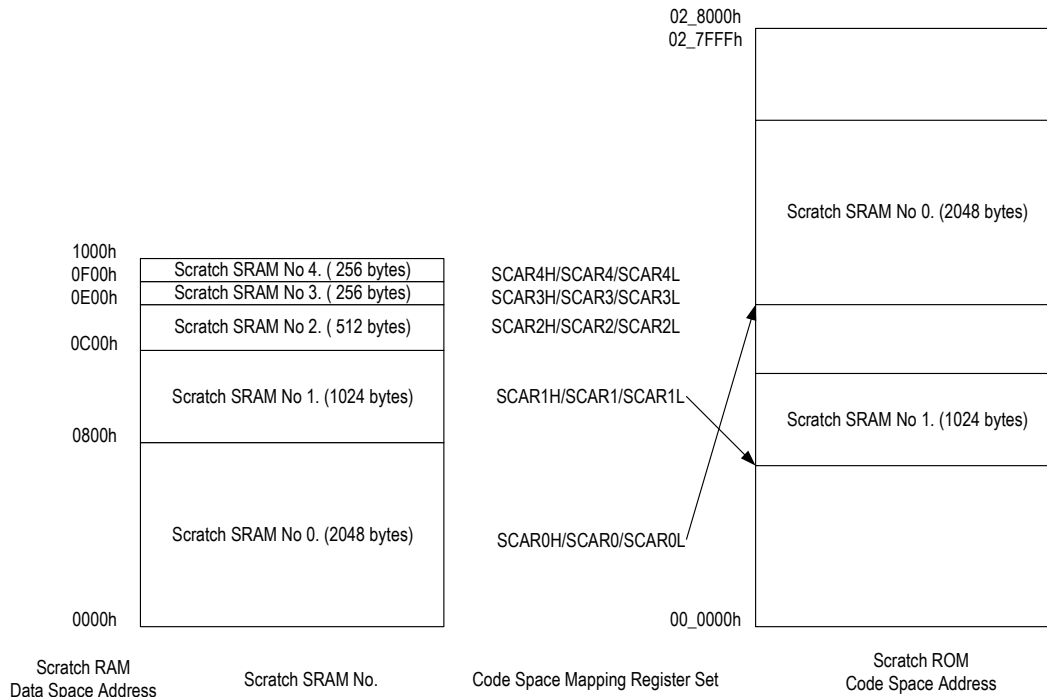 02_8000h
02_7FFFh
Scratch SRAM No 0. (2048 bytes)
1000h
0F00h
0E00h
0C00h
0800h
0000h
Scratch SRAM No 4. ( 256 bytes)
Scratch SRAM No 3. ( 256 bytes)
Scratch SRAM No 2. ( 512 bytes)
Scratch SRAM No 1. (1024 bytes)
Scratch SRAM No 0. (2048 bytes)
SCAR4H/SCAR4/SCAR4L
SCAR3H/SCAR3/SCAR3L
SCAR2H/SCAR2/SCAR2L
SCAR1H/SCAR1/SCAR1L
SCAR0H/SCAR0/SCAR0L
Scratch SRAM No 1. (1024 bytes)
00_0000h
Scratch RAM
Data Space Address
Scratch SRAM No.
Code Space Mapping Register Set
Scratch ROM
Code Space Address